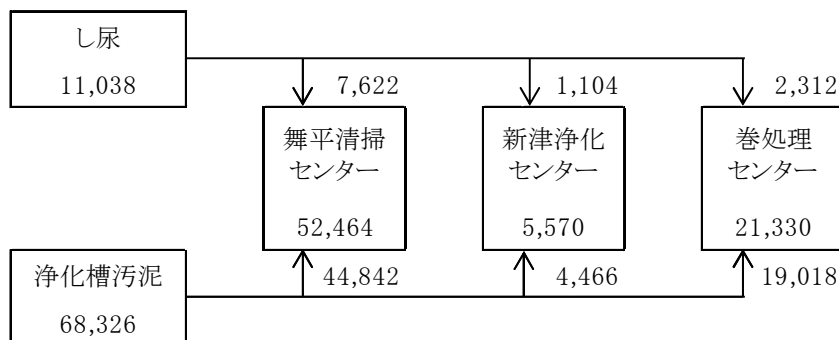 し尿
11,038
7,622
1,104
2,312
舞平清掃
センター
52,464
新津浄化
センター
5,570
巻処理
センター
21,330
浄化槽汚泥
68,326
44,842
4,466
19,018